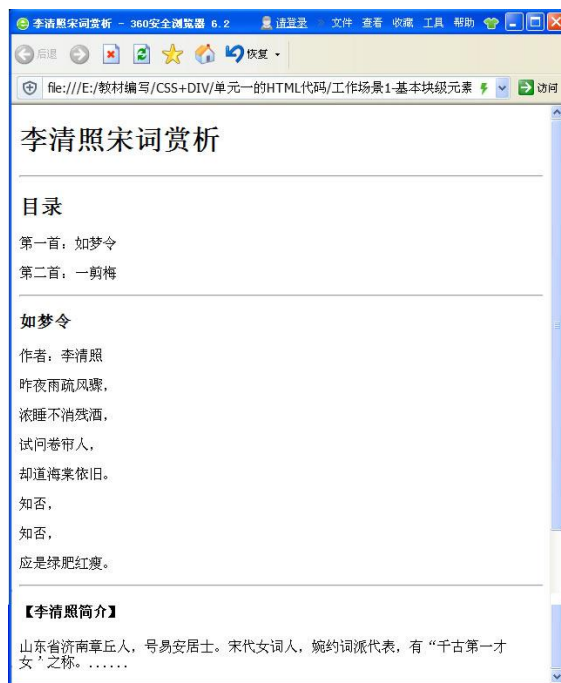 李清照宋词赏析 - 360安全浏览器 6.2 请登录 文件 查看 收藏 工具 帮助
后退 恢复
file:///E:/教材编写/CSS+DIV/单元一的HTML代码/工作场景1-基本块级元素 访问
李清照宋词赏析
目录
第一首：如梦令
第二首：一剪梅
如梦令
作者：李清照
昨夜雨疏风骤，
浓睡不消残酒，
试问卷帘人，
却道海棠依旧。
知否，
知否，
应是绿肥红瘦。
【李清照简介】
山东省济南章丘人，号易安居士。宋代女词人，婉约词派代表，有“千古第一才
女’之称。......